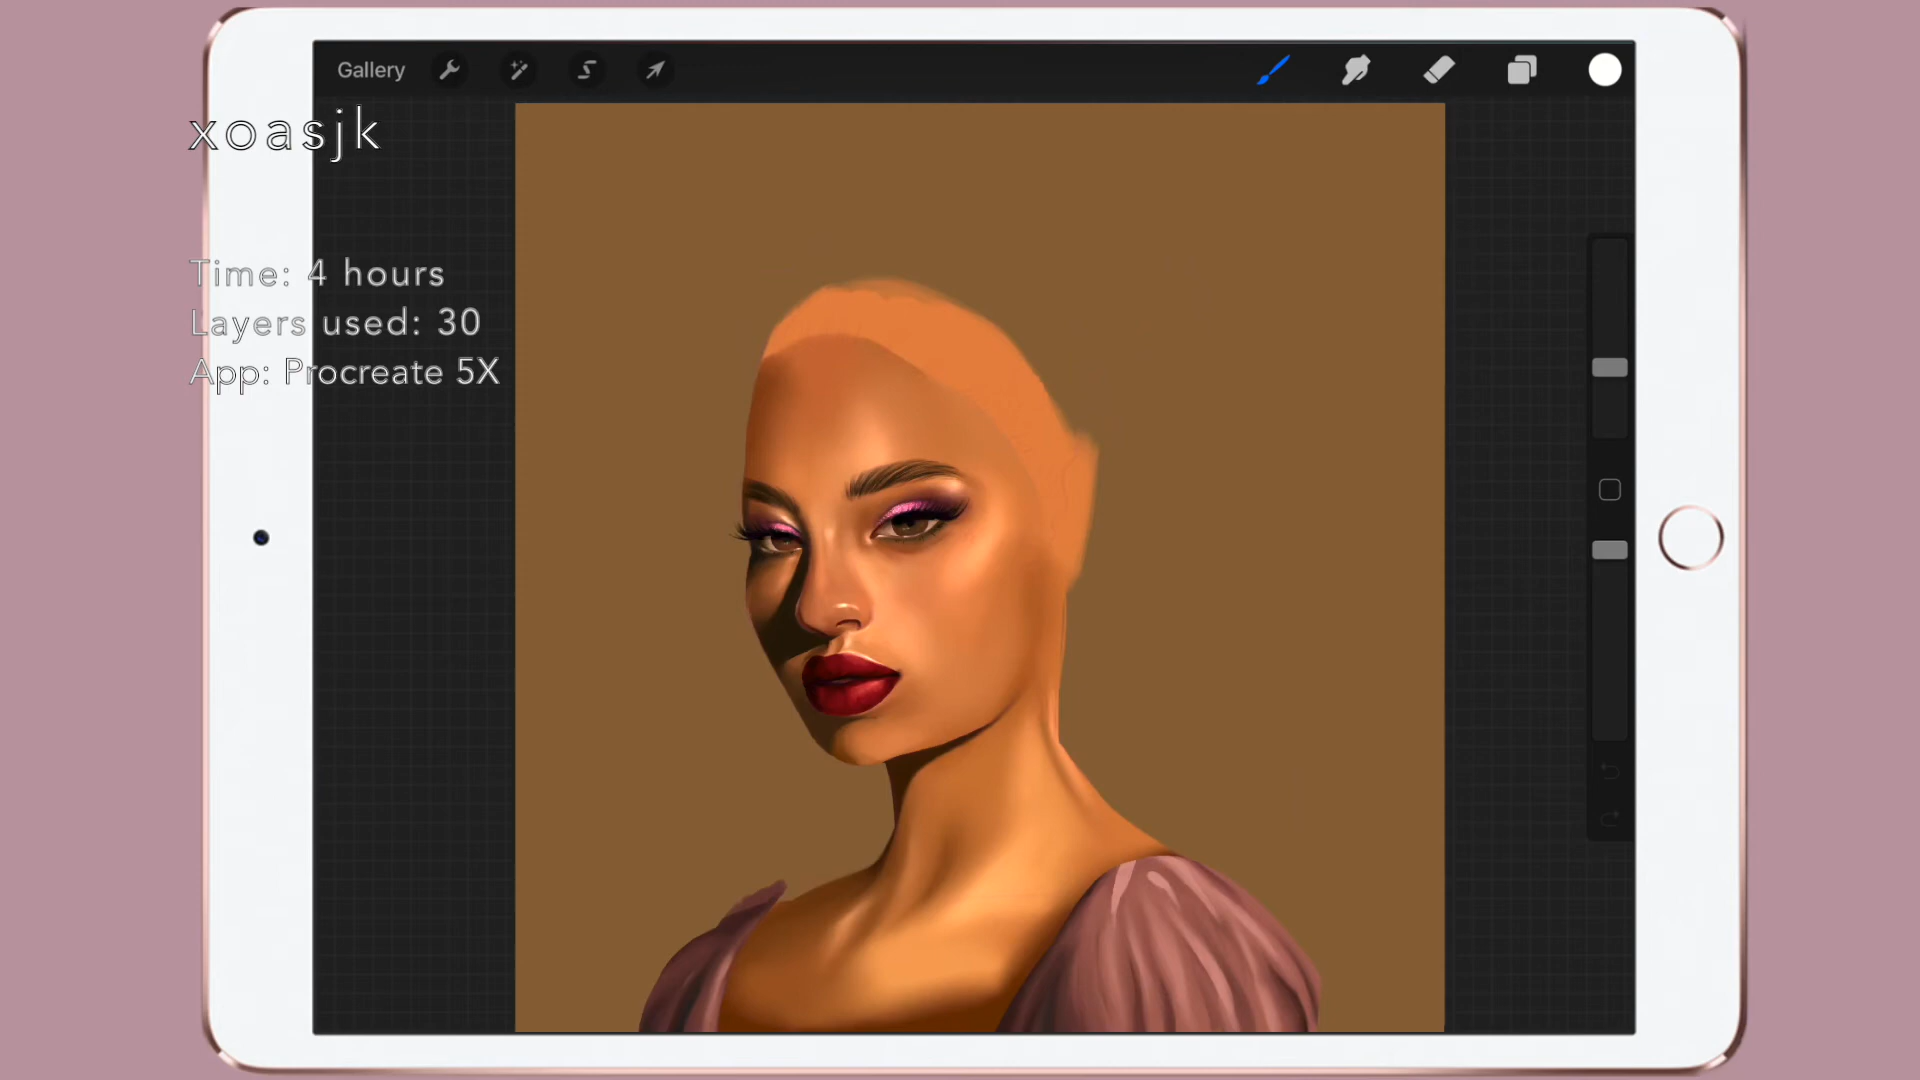 Gallery
xoasjk
Time: 4 hours
Layers used: 30
App: Procreate 5X